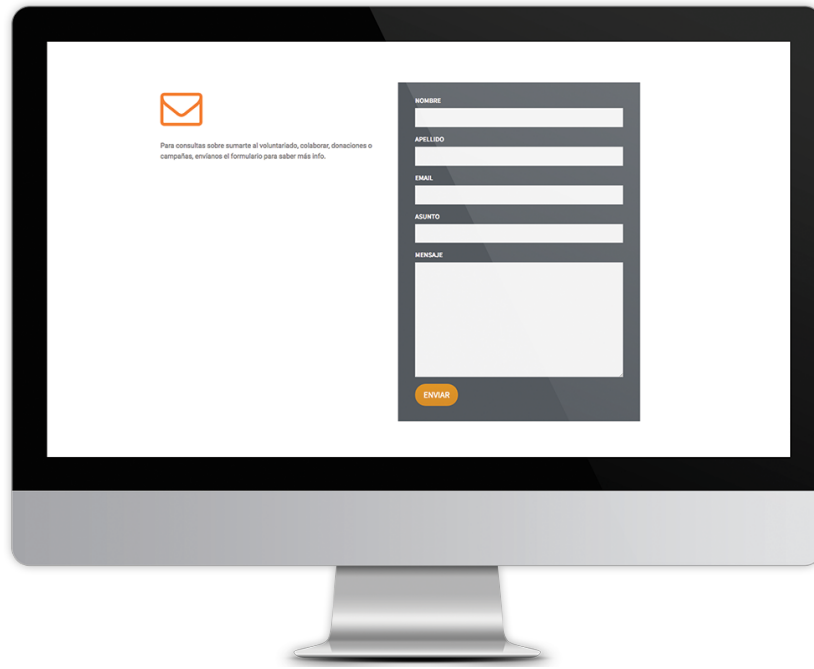 Para consultas sobre sumarte al voluntariado, colaborar, donaciones o
campañas, envianos el formulario para saber más info.
NOMBRE
APELLIDO
EMAIL
ASUNTO
MENSAJE
ENVIAR